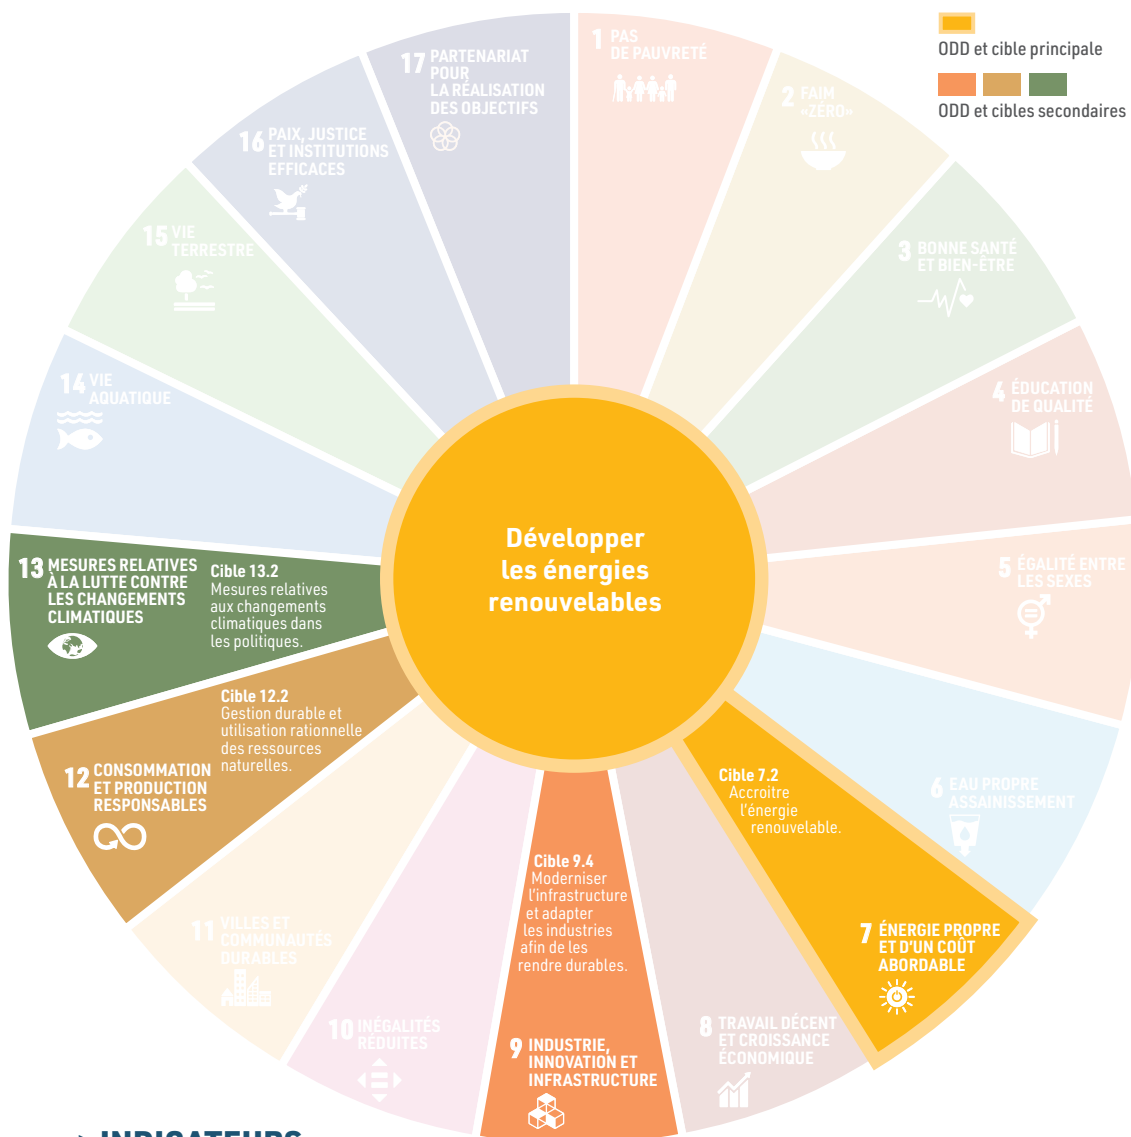 ODD et cible principale
ODD et cibles secondaires
1 PAS
DE PAUVRETÉ
2 FAIM
«ZÉRO»
3 BONNE SANTÉ
ET BIEN-ÊTRE
4 ÉDUCATION
DE QUALITÉ
5 ÉGALITÉ ENTRE
LES SEXES
6 EAU PROPRE
ASSAINISSEMENT
Cible 7.2
Accroitre
l'énergie
renouvelable.
7 ÉNERGIE PROPRE
ET D'UN COÛT
ABORDABLE
8 TRAVAIL DÉCENT
ET CROISSANCE
ÉCONOMIQUE
Cible 9.4
Moderniser
l'infrastructure
et adapter
les industries
afin de les
rendre durables.
9 INDUSTRIE,
INNOVATION ET
INFRASTRUCTURE
10 INÉGALITÉS
RÉDUITES
11 VILLES ET
COMMUNAUTÉS
DURABLES
Cible 12.2
Gestion durable et
utilisation rationnelle
des ressources
naturelles.
12 CONSOMMATION
ET PRODUCTION
RESPONSABLES
13 MESURES RELATIVES
À LA LUTTE CONTRE
LES CHANGEMENTS
CLIMATIQUES
Cible 13.2
Mesures relatives
aux changements
climatiques dans
les politiques.
14 VIE
AQUATIQUE
15 VIE
TERRESTRE
16 PAIX, JUSTICE
ET INSTITUTIONS
EFFICACES
17 PARTENARIAT
POUR
LA RÉALISATION
DES OBJECTIFS
Développer
les énergies
renouvelables
INDICATEURS